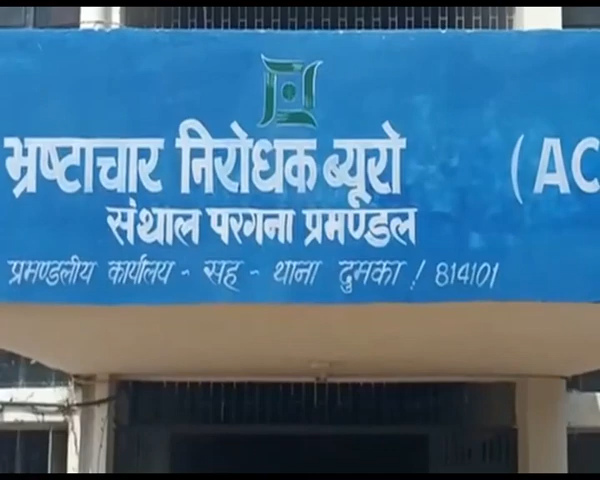 भ्रष्टाचार निरोधक ब्यूरो (AC
संथाल परगना प्रमण्डल
प्रमण्डलीय कार्यालय - सह - थाना दुमका ! 814101